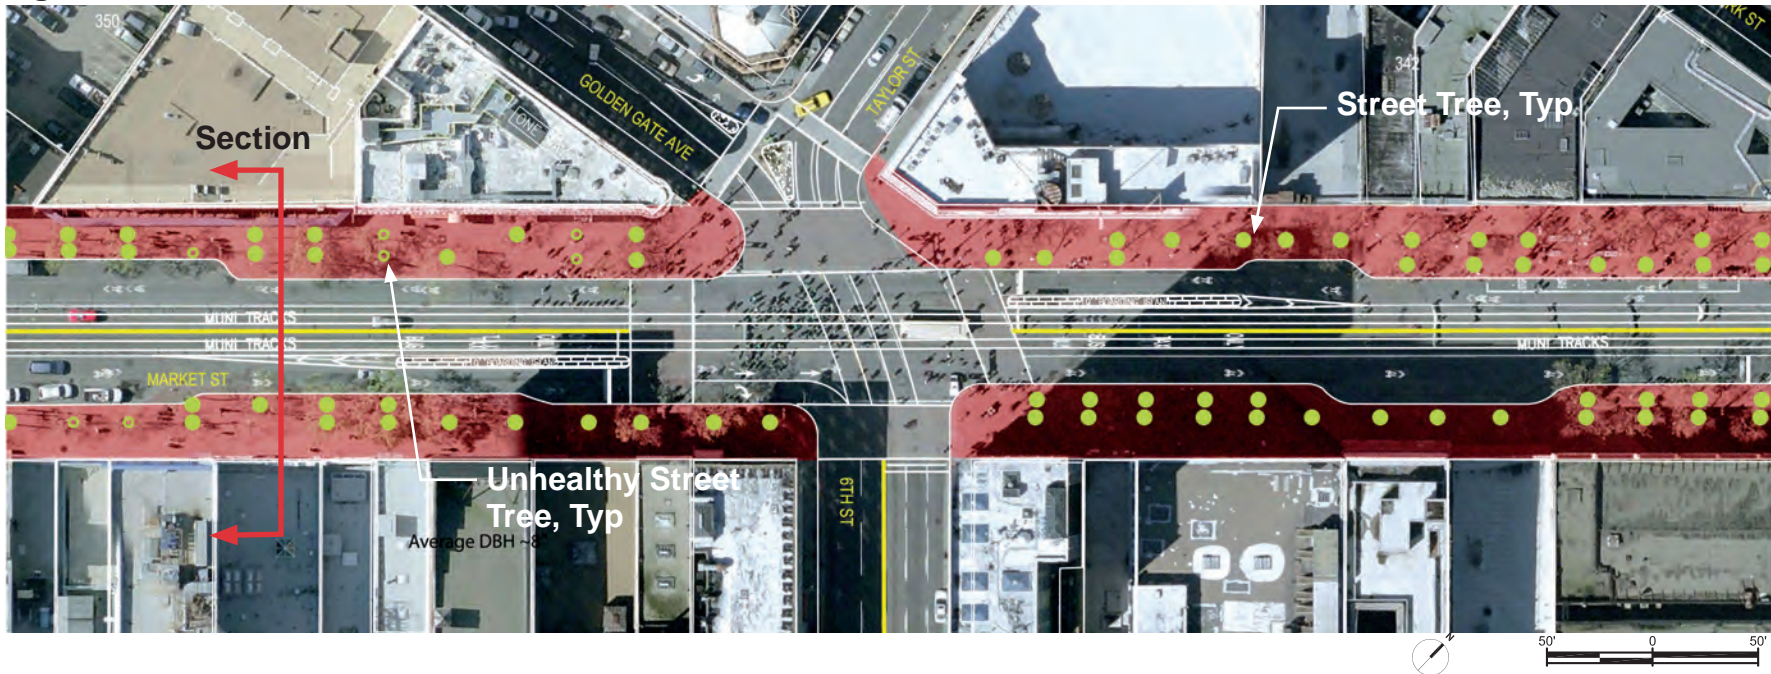 350
GOLDEN GATE AVE
TAYLOR ST
342
Street Tree, Typ
Section
ONE
MUNI TRACKS
MUNI TRACKS
MUNI TRACKS
MARKET ST
Unhealthy Street
Tree, Typ
Average DBH ~8"
6TH ST
N
50' 0 50'